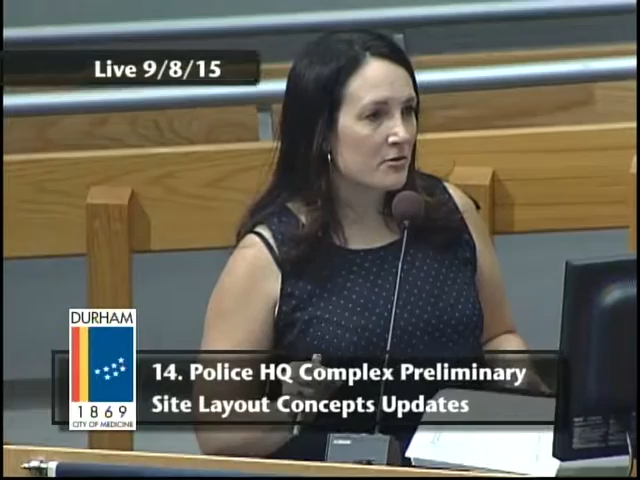 Live 9/8/15
DURHAM
1869
CITY OF MEDICINE
14. Police HQ Complex Preliminary
Site Layout Concepts Updates